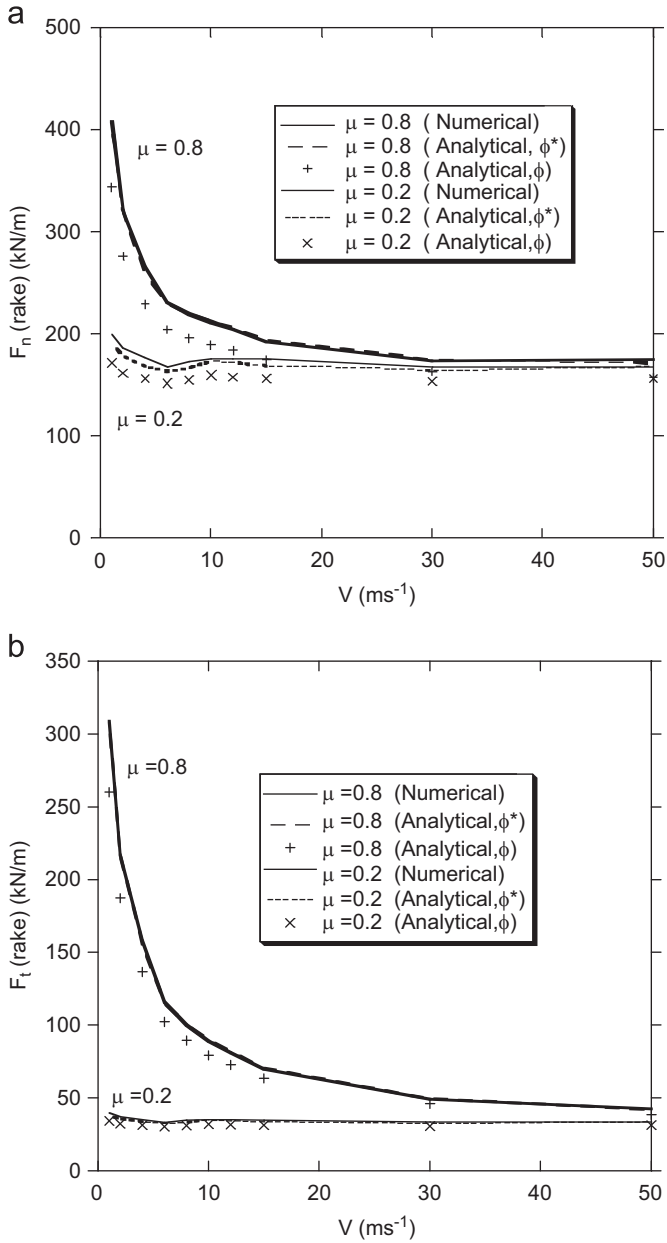 a
500
400
300
200
100
0
F_n (rake) (kN/m)
μ = 0.8
μ = 0.2
μ = 0.8 ( Numerical)
μ = 0.8 ( Analytical, ϕ*)
μ = 0.8 ( Analytical,ϕ)
μ = 0.2 ( Numerical)
μ = 0.2 ( Analytical,ϕ*)
μ = 0.2 ( Analytical,ϕ)
0 10 20 30 40 50
V (ms⁻¹)
b
350
300
250
200
150
100
50
0
F_t (rake) (kN/m)
μ =0.8
μ =0.2
μ =0.8 (Numerical)
μ =0.8 (Analytical,ϕ*)
μ =0.8 (Analytical,ϕ)
μ =0.2 (Numerical)
μ =0.2 (Analytical,ϕ*)
μ =0.2 (Analytical,ϕ)
0 10 20 30 40 50
V (ms⁻¹)